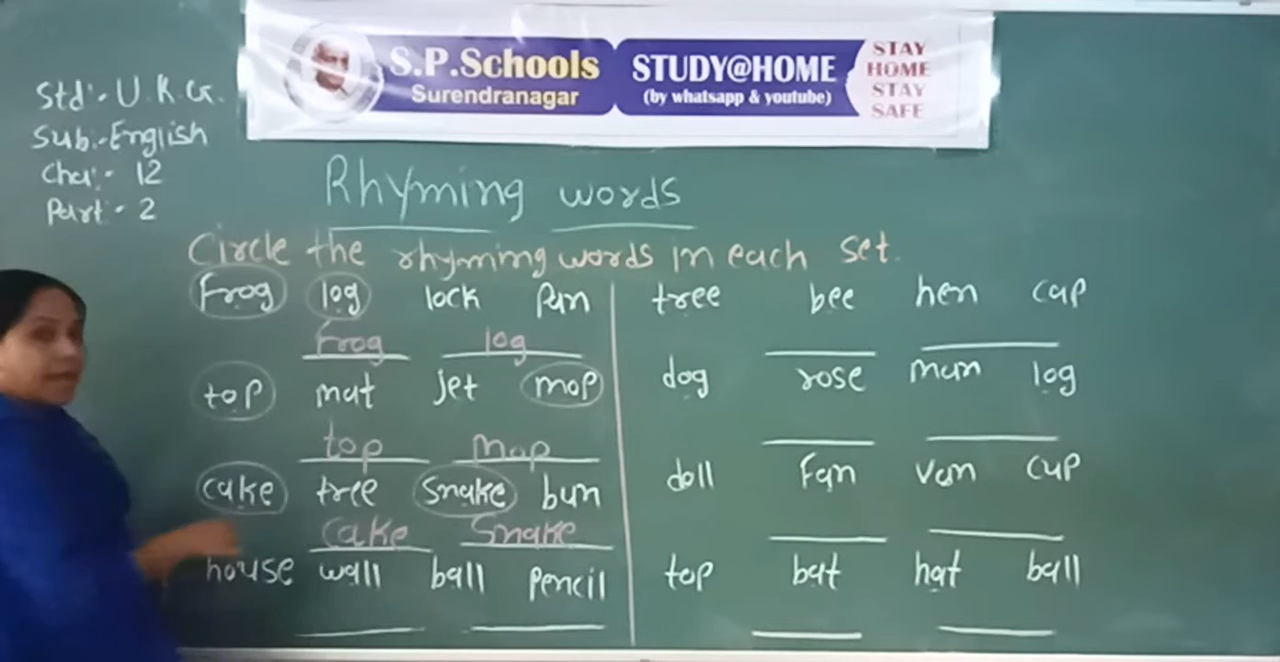 S.P.Schools
Surendranagar
STUDY@HOME
(by whatsapp & youtube)
STAY
HOME
STAY
SAFE
Std:- U.K.G.
Sub:- English
Cha:- 12
Part:- 2
Rhyming words
Circle the rhyming words in each set.
Frog log lock Pan
Frog log
top mat jet mop
top mop
cake tree snake bun
cake snake
house wall ball pencil
tree bee hen cap
dog rose man log
doll Fan van cup
top bat hat ball